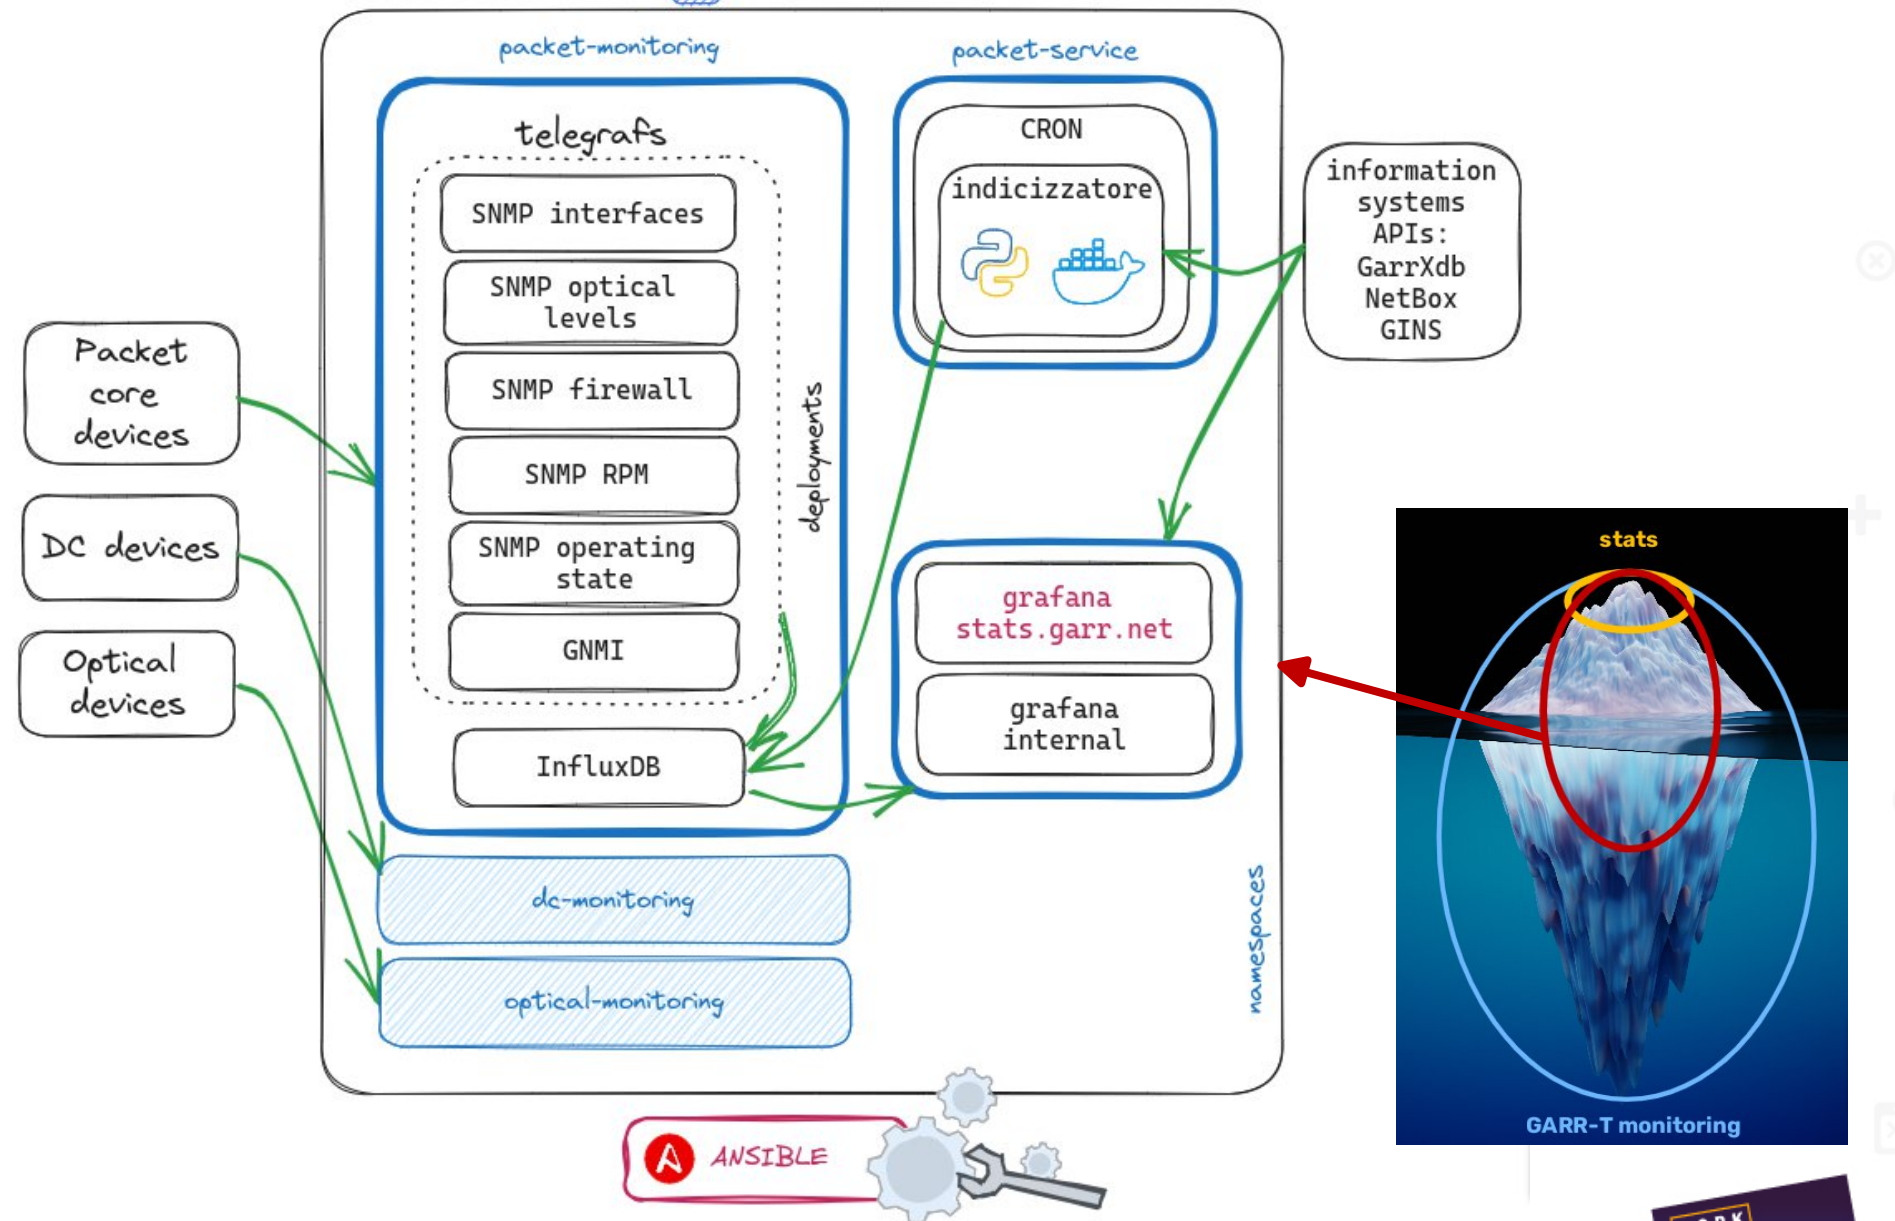 packet-monitoring
packet-service
telegrafs
SNMP interfaces
SNMP optical
levels
SNMP firewall
SNMP RPM
SNMP operating
state
GNMI
deployments
InfluxDB
CRON
indicizzatore
information
systems
APIs:
GarrXdb
NetBox
GINS
Packet
core
devices
DC devices
Optical
devices
grafana
stats.garr.net
grafana
internal
dc-monitoring
optical-monitoring
namespaces
ANSIBLE
stats
GARR-T monitoring